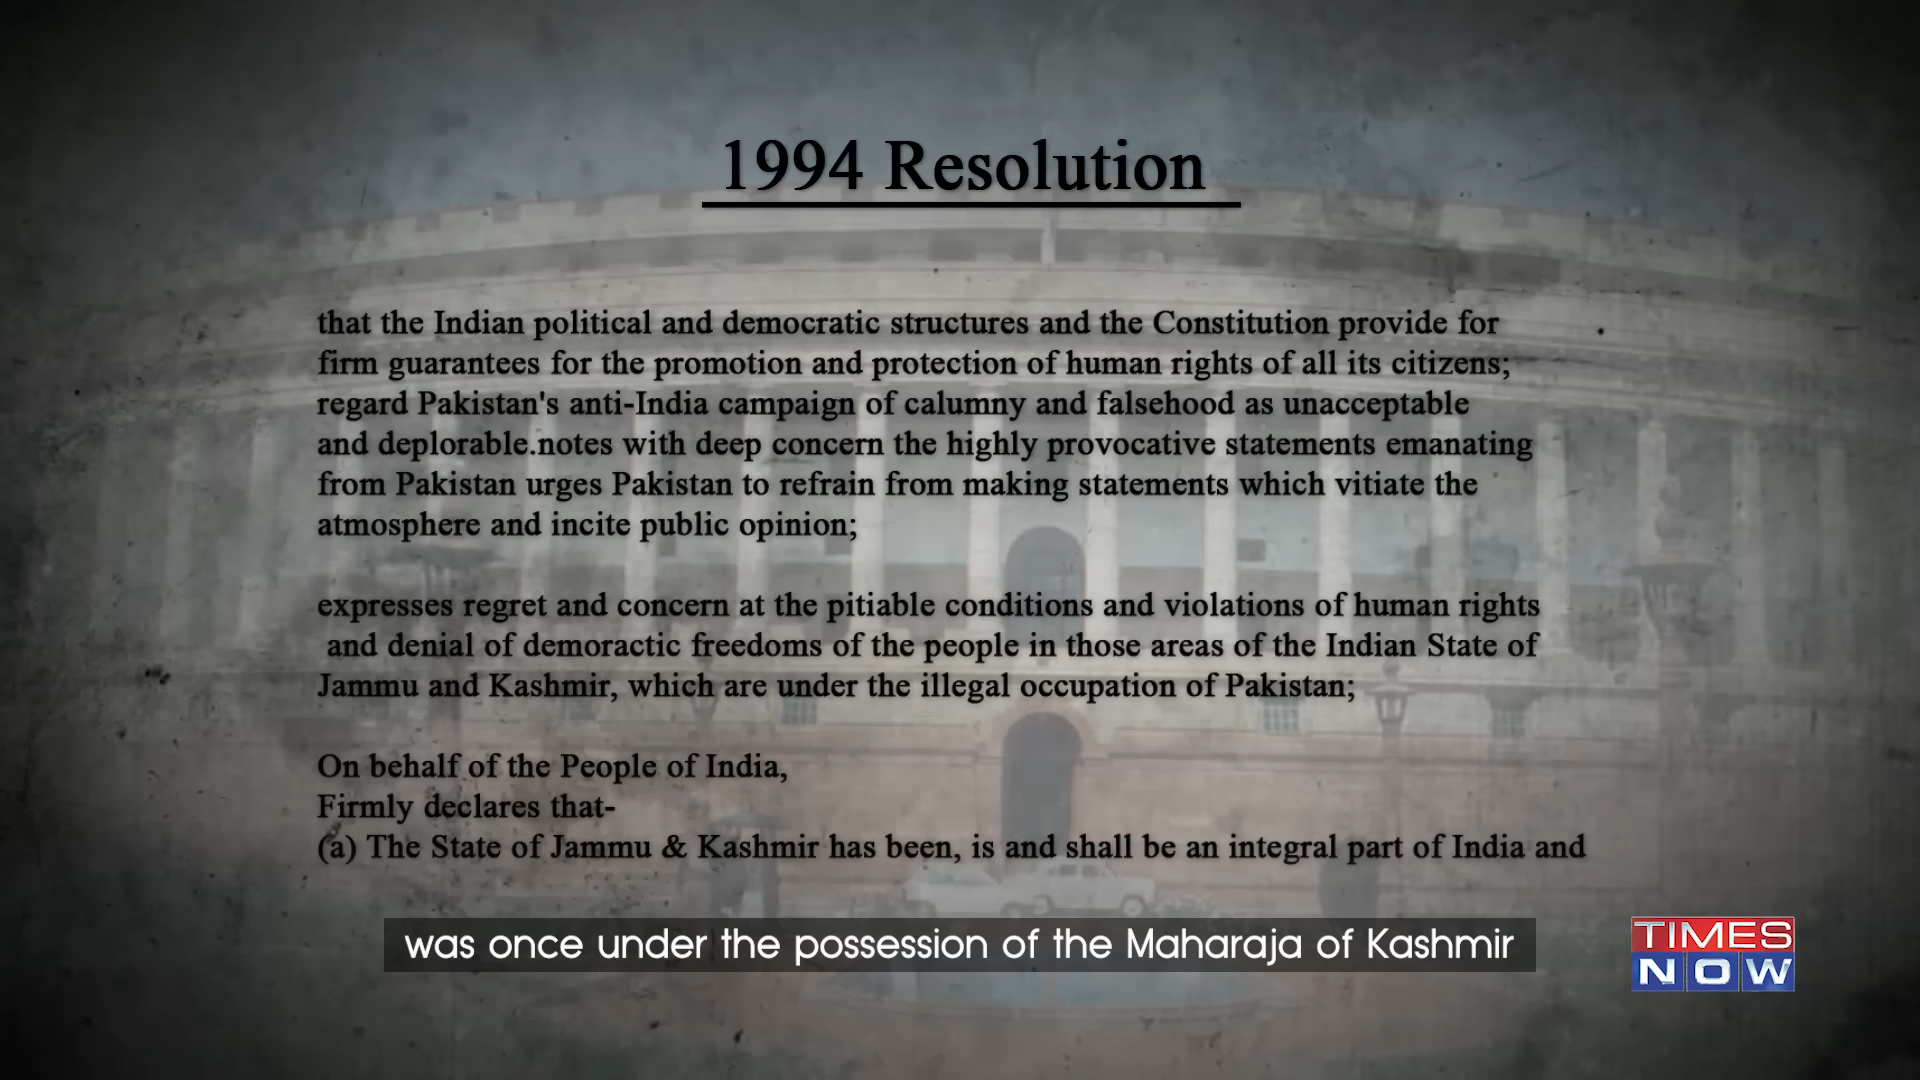 1994 Resolution
that the Indian political and democratic structures and the Constitution provide for
firm guarantees for the promotion and protection of human rights of all its citizens;
regard Pakistan's anti-India campaign of calumny and falsehood as unacceptable
and deplorable.notes with deep concern the highly provocative statements emanating
from Pakistan urges Pakistan to refrain from making statements which vitiate the
atmosphere and incite public opinion;
expresses regret and concern at the pitiable conditions and violations of human rights
and denial of demoractic freedoms of the people in those areas of the Indian State of
Jammu and Kashmir, which are under the illegal occupation of Pakistan;
On behalf of the People of India,
Firmly declares that-
(a) The State of Jammu & Kashmir has been, is and shall be an integral part of India and
was once under the possession of the Maharaja of Kashmir
TIMES
NOW